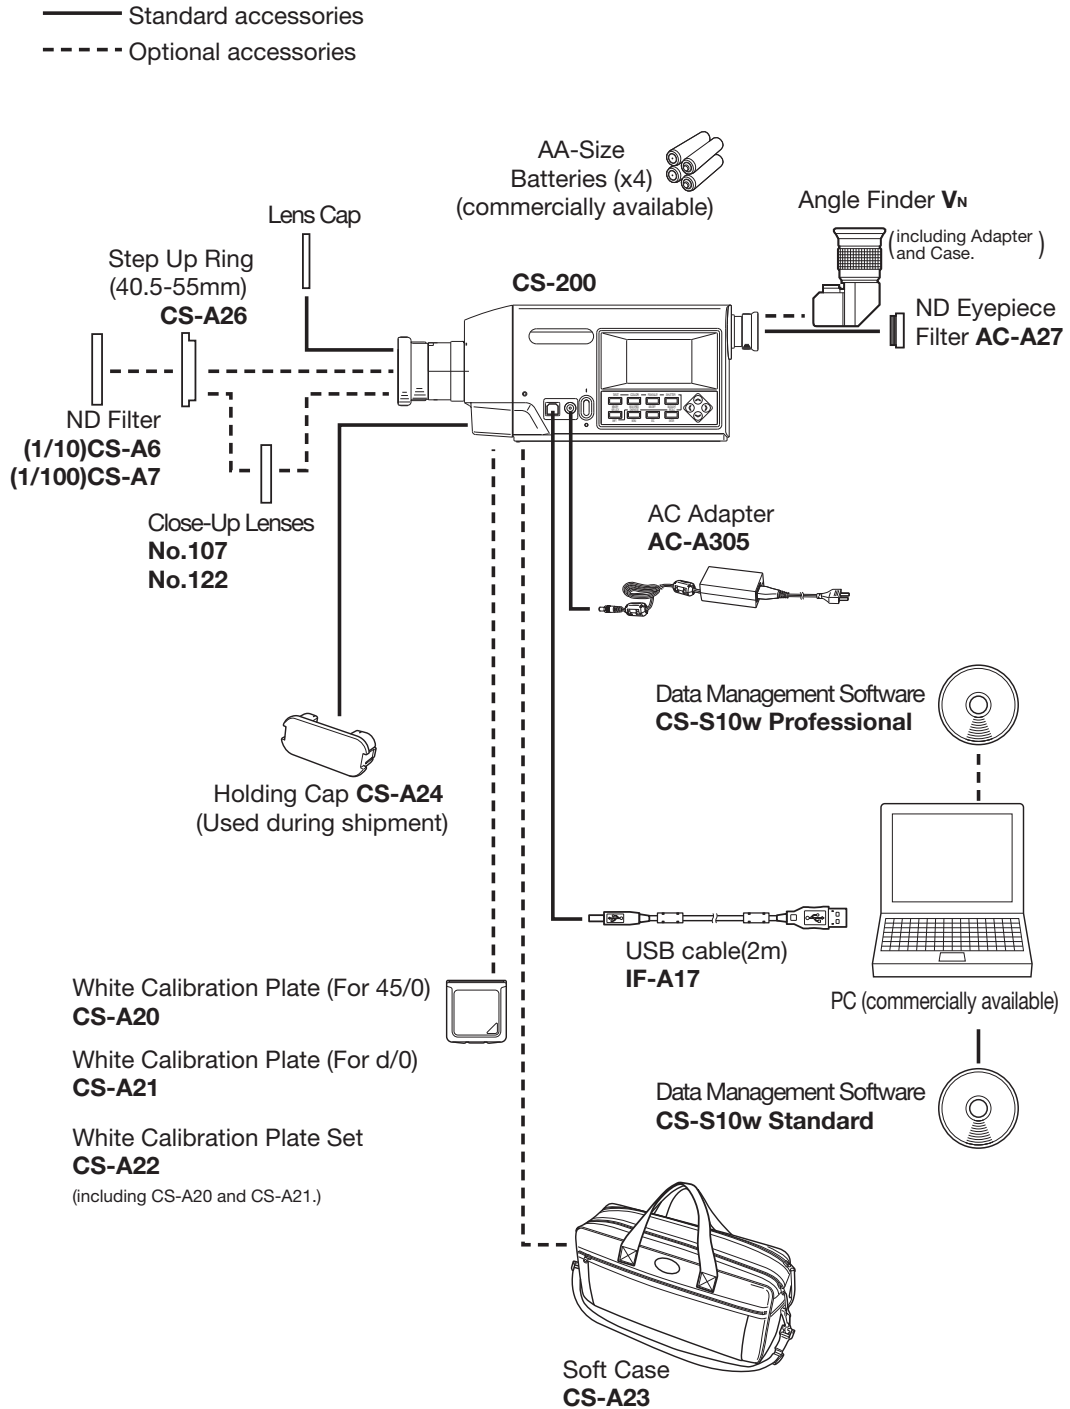 Standard accessories
Optional accessories
AA-Size
Batteries (x4)
(commercially available)
Angle Finder VN
(including Adapter
and Case.)
Lens Cap
Step Up Ring
(40.5-55mm)
CS-A26
CS-200
ND Eyepiece
Filter AC-A27
ND Filter
(1/10)CS-A6
(1/100)CS-A7
Close-Up Lenses
No.107
No.122
AC Adapter
AC-A305
Data Management Software
CS-S10w Professional
Holding Cap CS-A24
(Used during shipment)
USB cable(2m)
IF-A17
PC (commercially available)
White Calibration Plate (For 45/0)
CS-A20
White Calibration Plate (For d/0)
CS-A21
White Calibration Plate Set
CS-A22
(including CS-A20 and CS-A21.)
Data Management Software
CS-S10w Standard
Soft Case
CS-A23